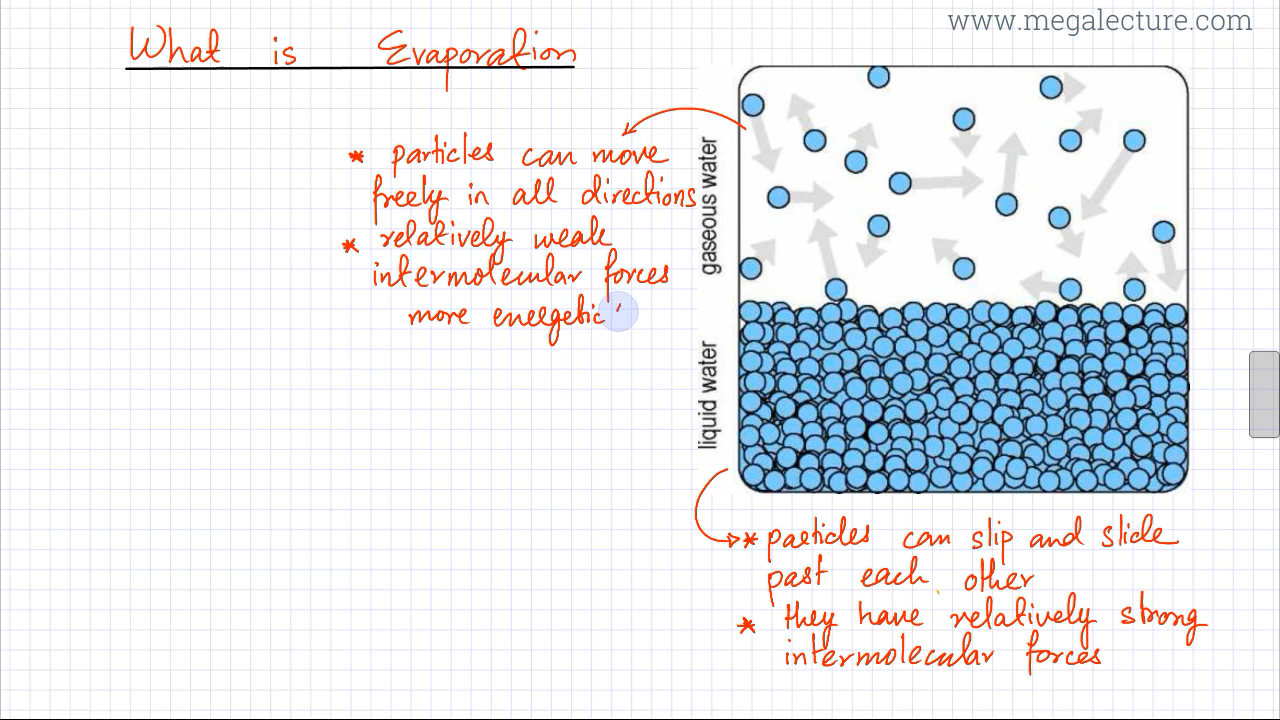 www.megalecture.com
What is Evaporation
* particles can move
freely in all directions
* relatively weak
intermolecular forces
more energetic
gaseous water
liquid water
* particles can slip and slide
past each other
* they have relatively strong
intermolecular forces